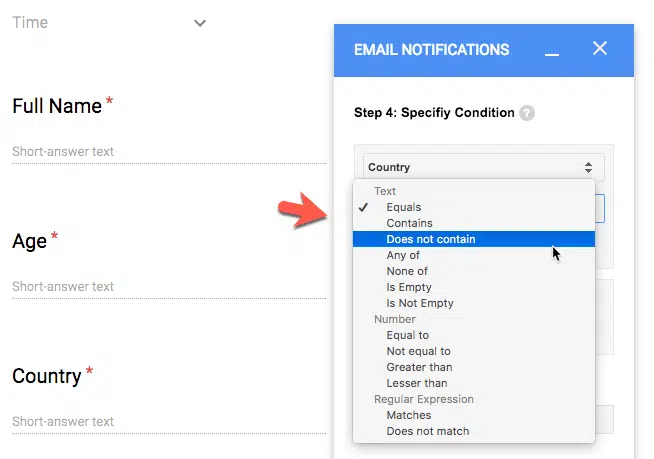 Time
Full Name *
Short-answer text
Age *
Short-answer text
Country *
Short-answer text
EMAIL NOTIFICATIONS
Step 4: Specifiy Condition ?
Country
Text
✓ Equals
Contains
Does not contain
Any of
None of
Is Empty
Is Not Empty
Number
Equal to
Not equal to
Greater than
Lesser than
Regular Expression
Matches
Does not match